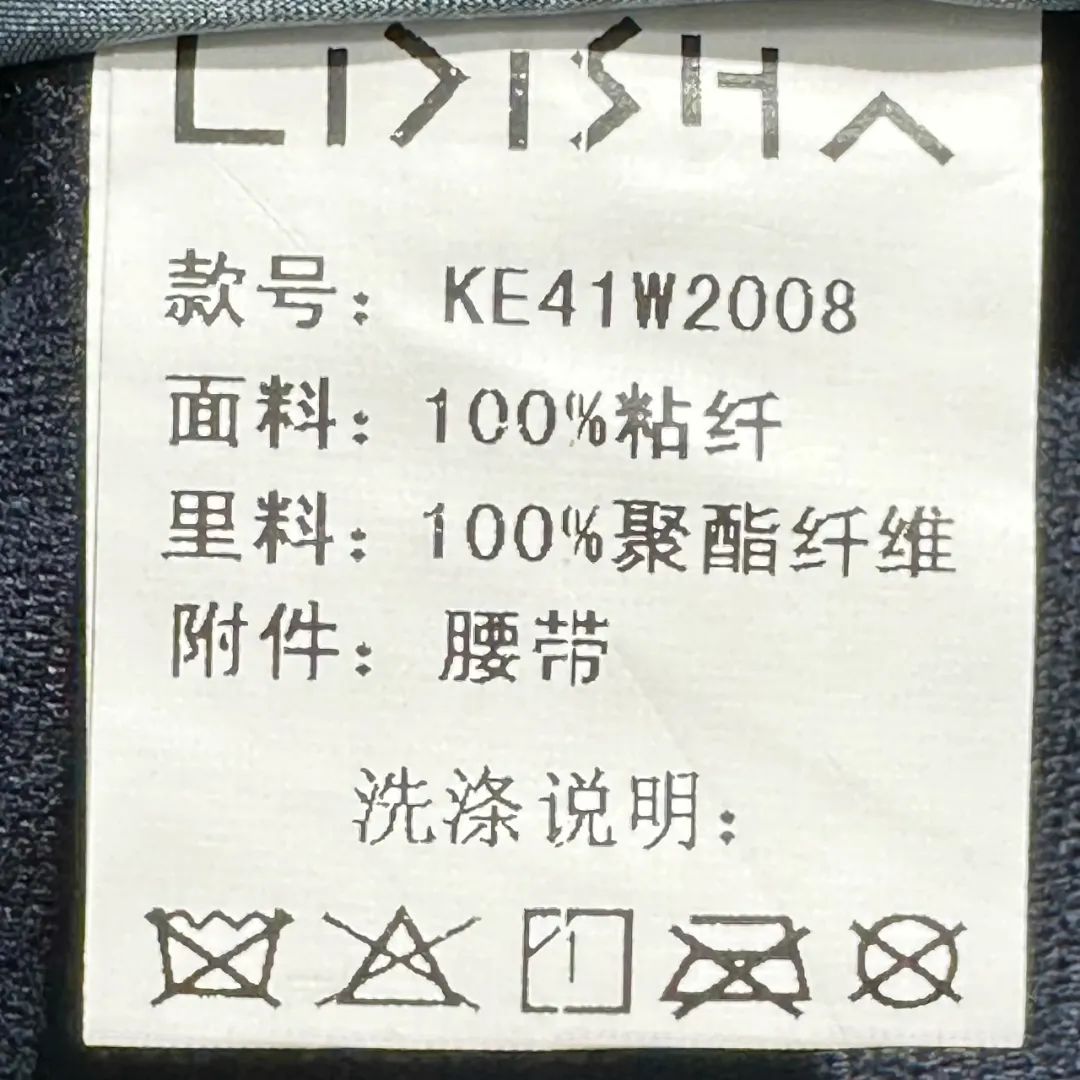 LIDISHA
款号：KE41W2008
面料：100%粘纤
里料：100%聚酯纤维
附件：腰带
洗涤说明：